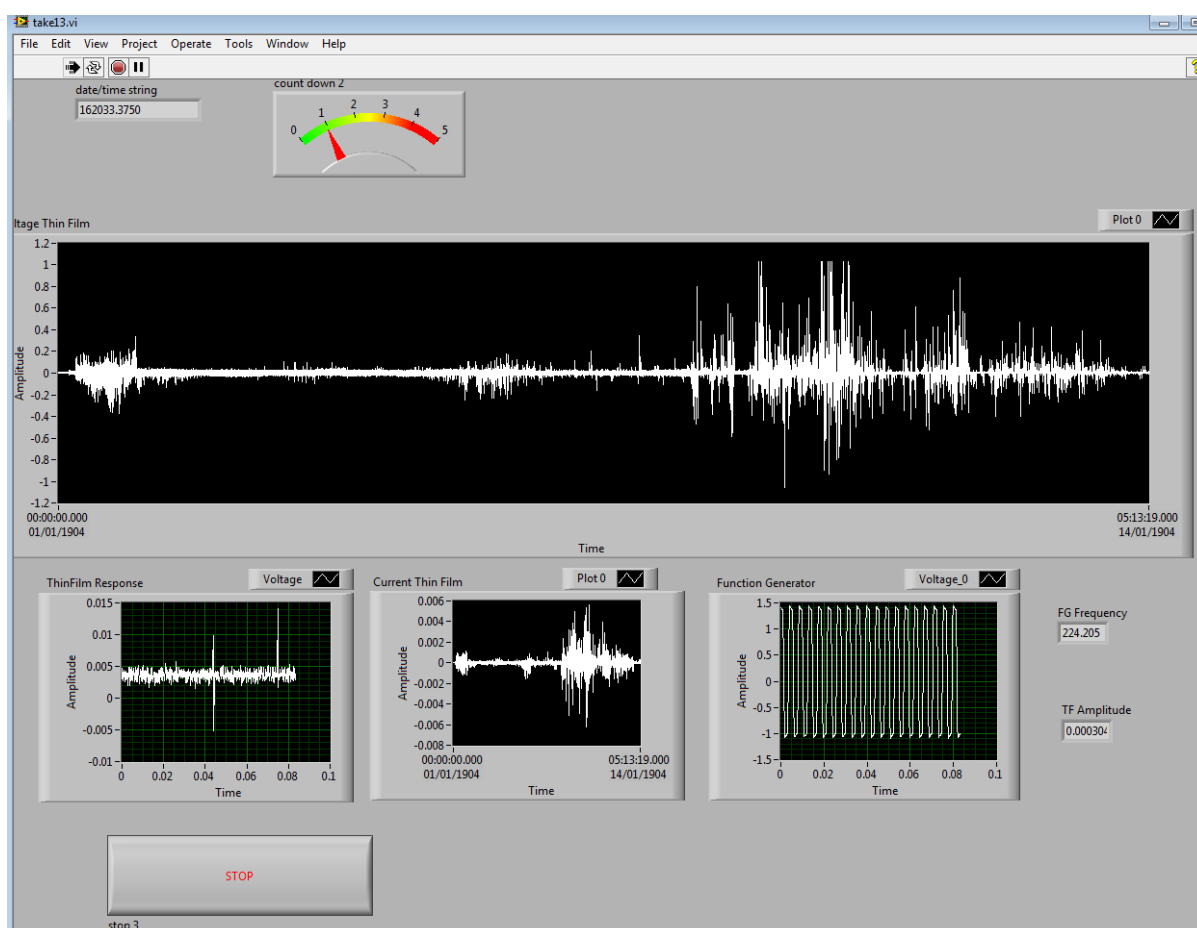 take13.vi
File Edit View Project Operate Tools Window Help
date/time string
162033.3750
count down 2
0 1 2 3 4 5
ltage Thin Film
Plot 0
1.2
1
0.8
0.6
0.4
0.2
0
-0.2
-0.4
-0.6
-0.8
-1
-1.2
Amplitude
00:00:00.000 05:13:19.000
01/01/1904 14/01/1904
Time
ThinFilm Response
Voltage
0.015
0.01
0.005
0
-0.005
-0.01
Amplitude
0 0.02 0.04 0.06 0.08 0.1
Time
Current Thin Film
Plot 0
0.006
0.004
0.002
0
-0.002
-0.004
-0.006
-0.008
Amplitude
00:00:00.000 05:13:19.000
01/01/1904 14/01/1904
Time
Function Generator
Voltage_0
1.5
1
0.5
0
-0.5
-1
-1.5
Amplitude
0 0.02 0.04 0.06 0.08 0.1
Time
FG Frequency
224.205
TF Amplitude
0.000304
STOP
stop 3